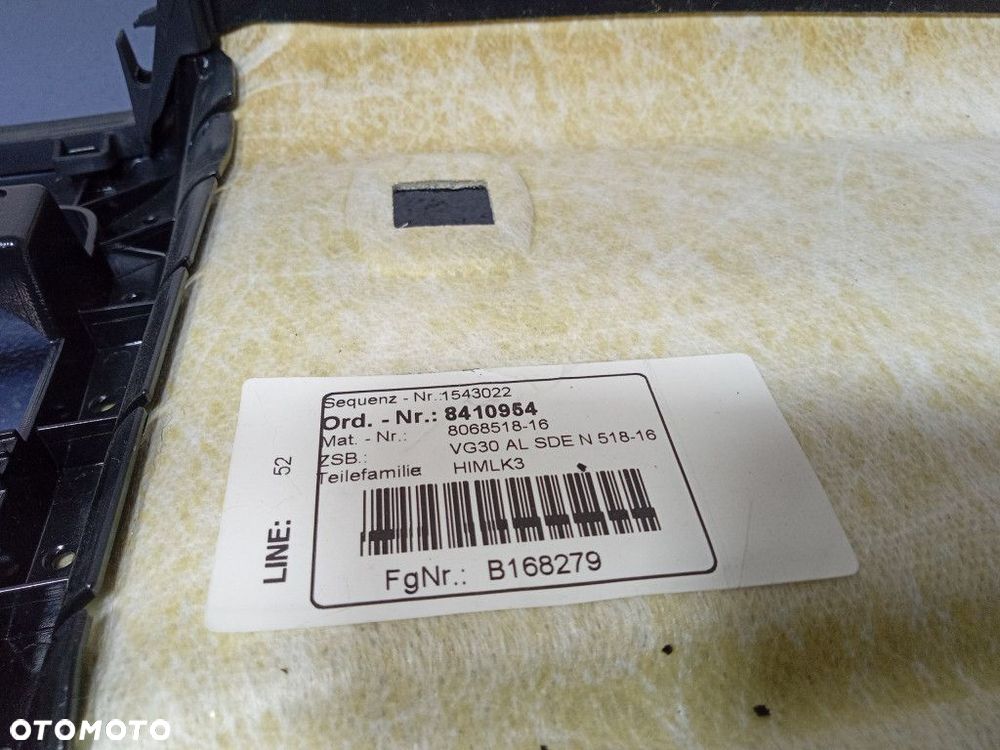 Sequenz - Nr.:1543022
Ord. - Nr.: 8410954
Mat. - Nr.: 8068518-16
ZSB.: VG30 AL SDE N 518-16
Teilefamilie HIMLK3
FgNr.: B168279
LINE: 52
OTOMOTO